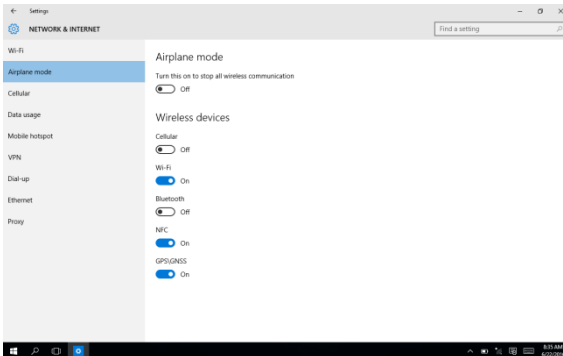 Settings
NETWORK & INTERNET
Find a setting
Wi-Fi
Airplane mode
Cellular
Data usage
Mobile hotspot
VPN
Dial-up
Ethernet
Proxy
Airplane mode
Turn this on to stop all wireless communication
Off
Wireless devices
Cellular
Off
Wi-Fi
On
Bluetooth
Off
NFC
On
GPS\GNSS
On
6:35 AM